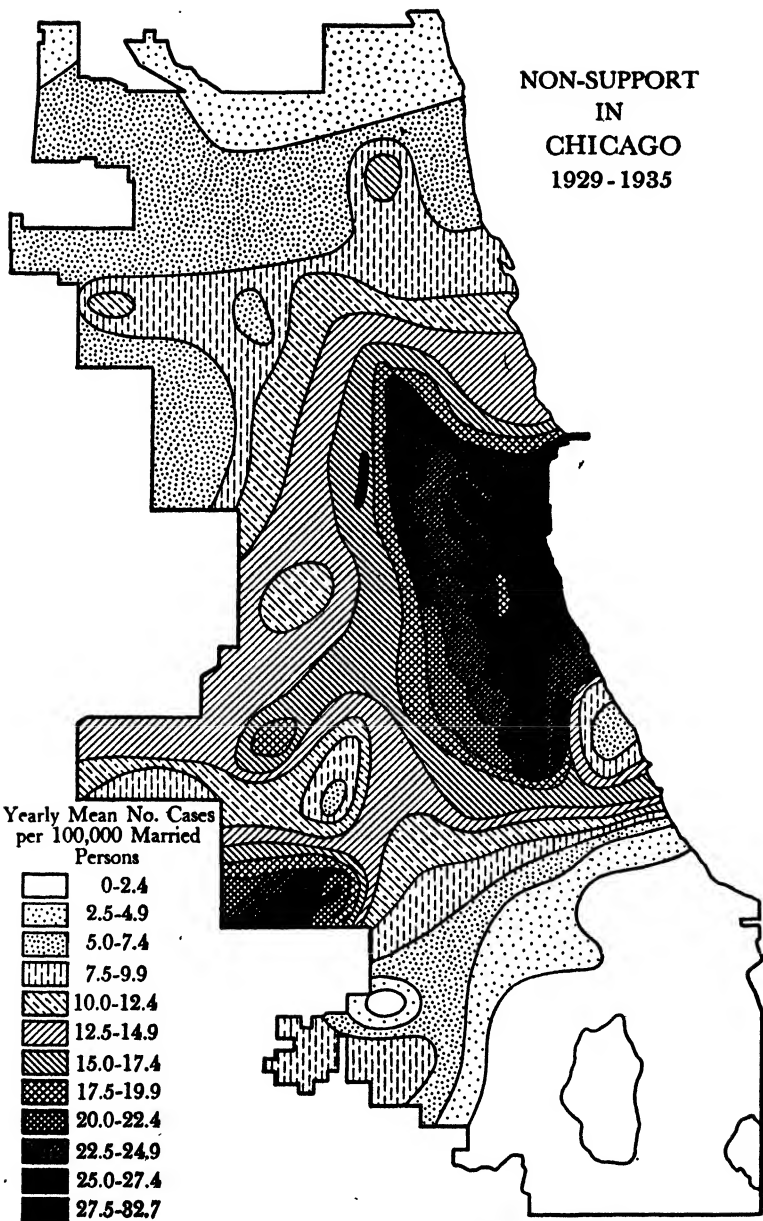 NON-SUPPORT
IN
CHICAGO
1929-1935
Yearly Mean No. Cases
per 100,000 Married
Persons
0-2.4
2.5-4.9
5.0-7.4
7.5-9.9
10.0-12.4
12.5-14.9
15.0-17.4
17.5-19.9
20.0-22.4
22.5-24.9
25.0-27.4
27.5-32.7